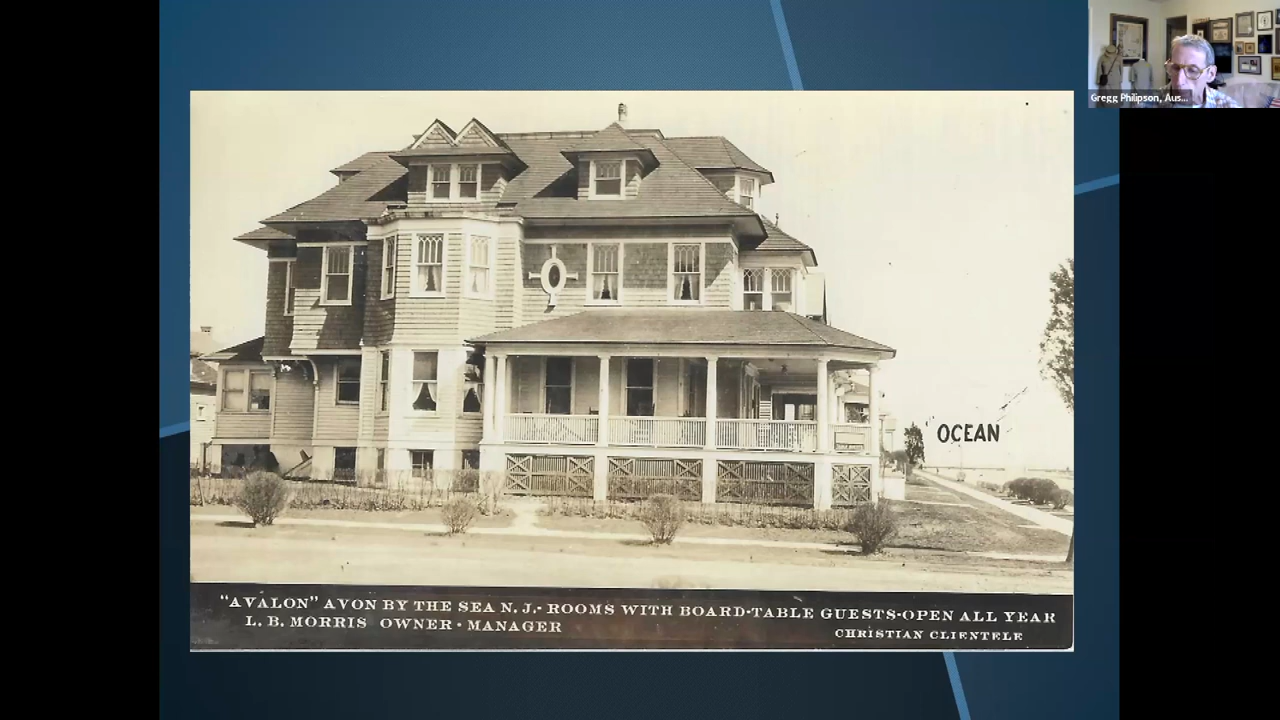 Gregg Philipson, Aus...
OCEAN
"AVALON" AVON BY THE SEA N. J.- ROOMS WITH BOARD-TABLE GUESTS-OPEN ALL YEAR
L. B. MORRIS OWNER - MANAGER
CHRISTIAN CLIENTELE